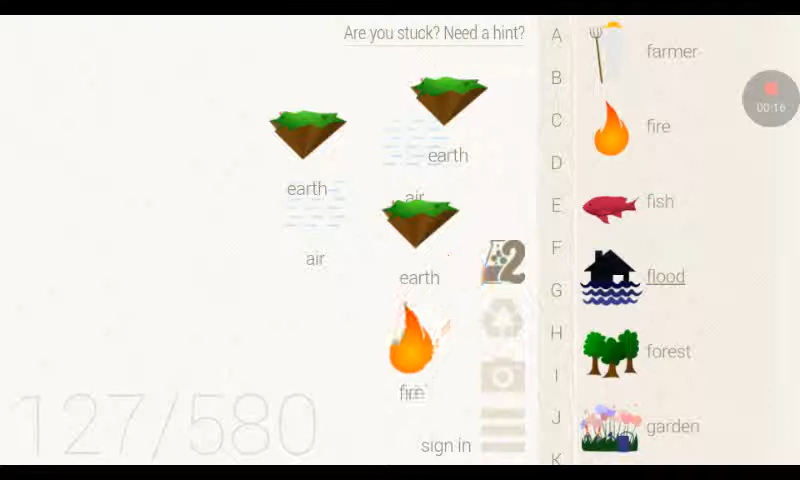 Are you stuck? Need a hint?
A
B
C
D
E
F
G
H
I
J
K
farmer
fire
fish
flood
forest
garden
00:16
earth
earth
air
air
earth
fire
2
127/580
sign in